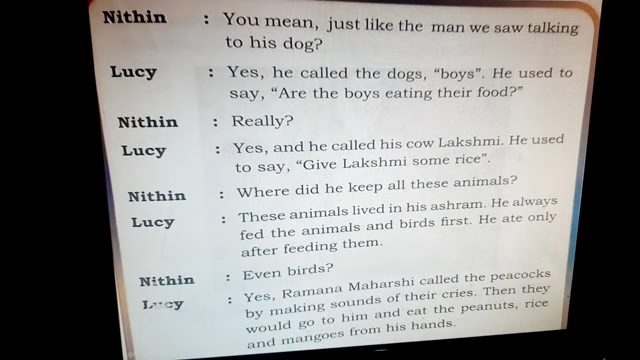 Nithin : You mean, just like the man we saw talking
to his dog?
Lucy : Yes, he called the dogs, “boys”. He used to
say, “Are the boys eating their food?”
Nithin : Really?
Lucy : Yes, and he called his cow Lakshmi. He used
to say, “Give Lakshmi some rice”.
Nithin : Where did he keep all these animals?
Lucy : These animals lived in his ashram. He always
fed the animals and birds first. He ate only
after feeding them.
Nithin : Even birds?
Lucy : Yes, Ramana Maharshi called the peacocks
by making sounds of their cries. Then they
would go to him and eat the peanuts, rice
and mangoes from his hands.